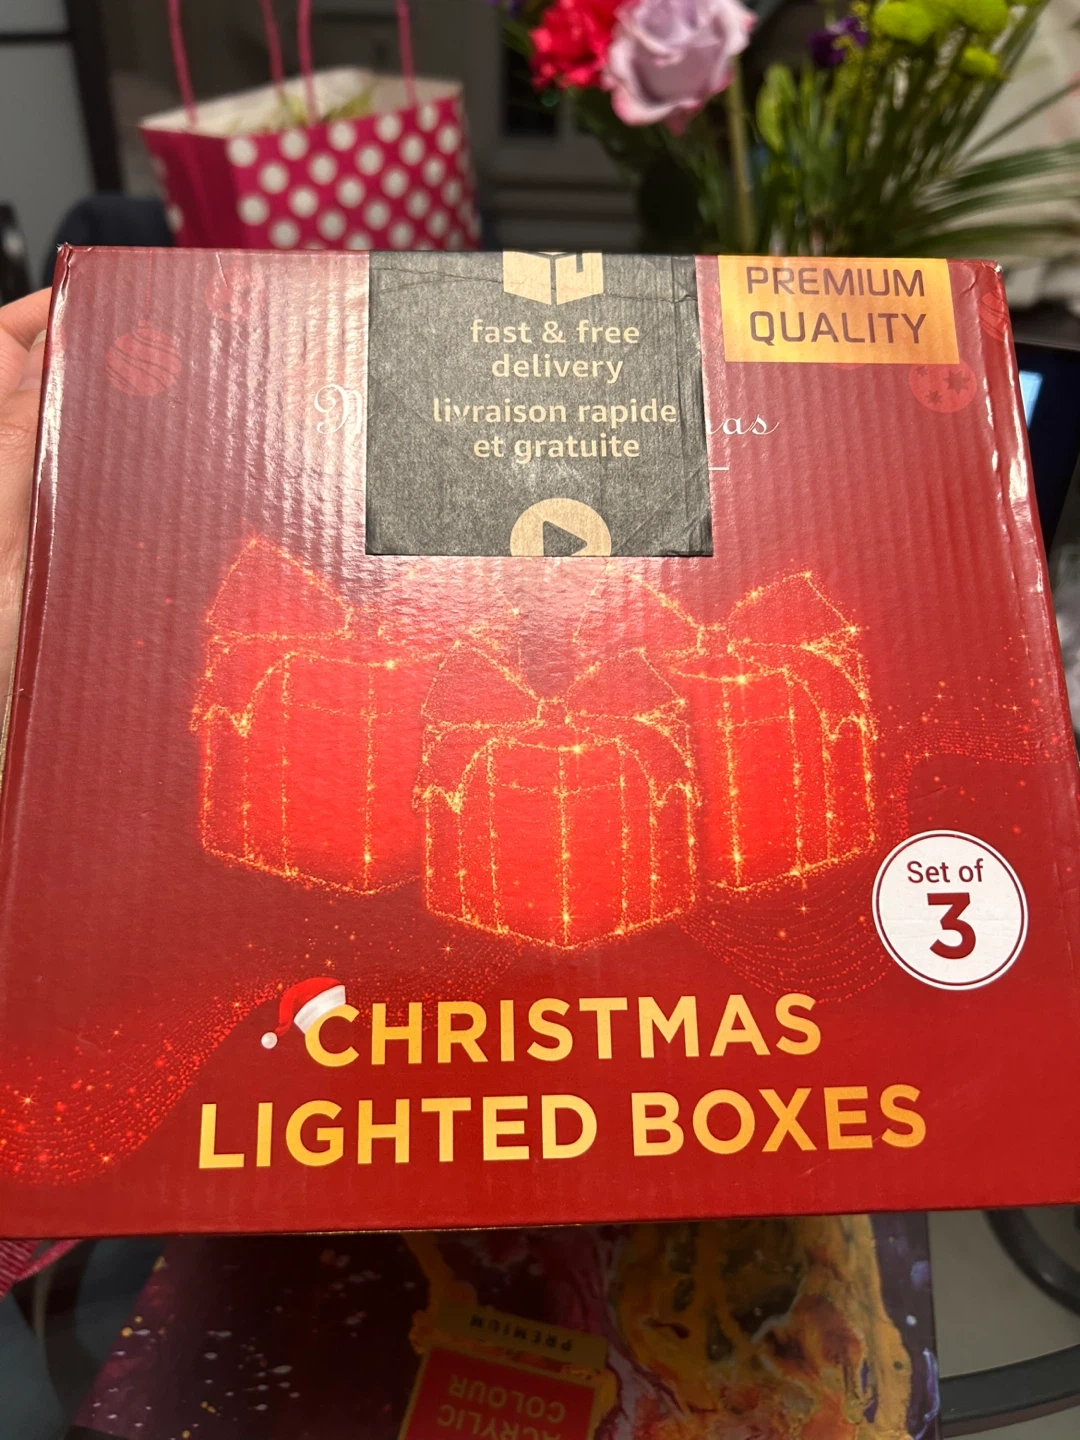 PREMIUM
QUALITY
fast & free
delivery
livraison rapide
et gratuite
Set of
3
CHRISTMAS
LIGHTED BOXES
PREMIUM
ACRYLIC
COLOUR